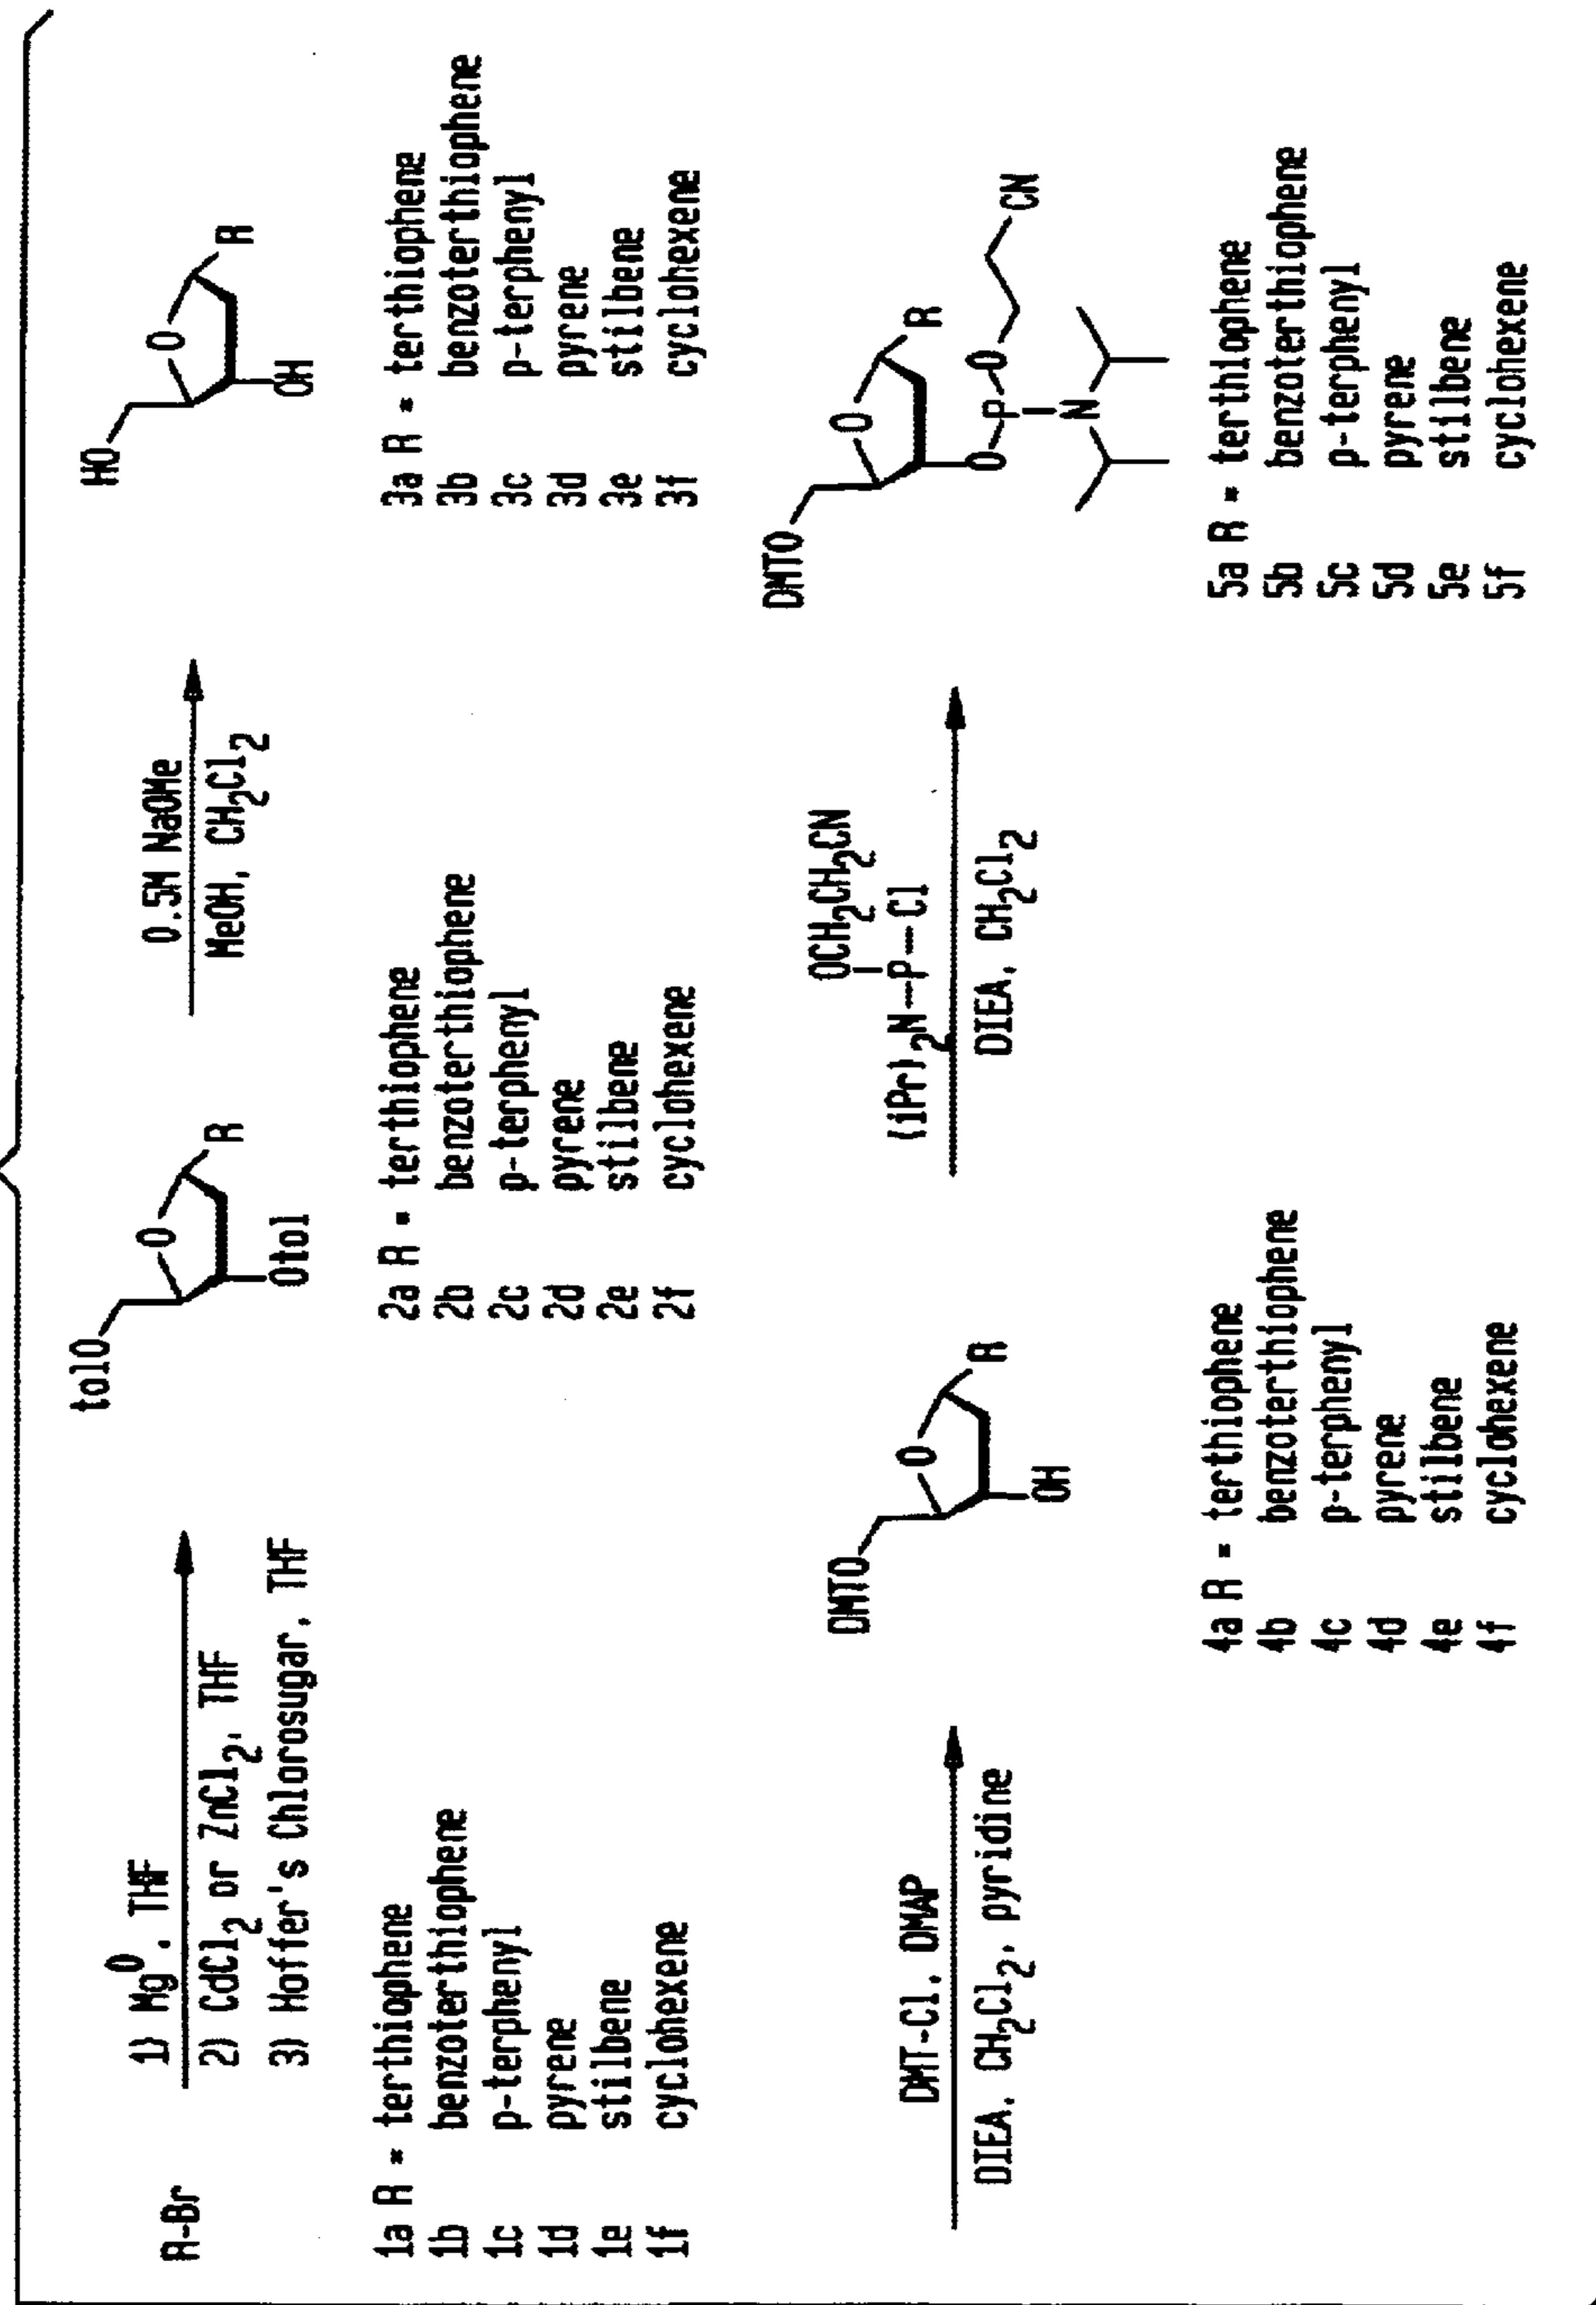 R-Br
1) Mg0, THF
2) CdCl2 or ZnCl2, THF
3) Hoffer's Chlorosugar, THF
tolO
O
R
Otol
0.5M NaOMe
MeOH, CH2Cl2
HO
O
R
OH
1a R = terthiophene
1b benzoterthiophene
1c p-terphenyl
1d pyrene
1e stilbene
1f cyclohexene
2a R = terthiophene
2b benzoterthiophene
2c p-terphenyl
2d pyrene
2e stilbene
2f cyclohexene
3a R = terthiophene
3b benzoterthiophene
3c p-terphenyl
3d pyrene
3e stilbene
3f cyclohexene
DMT-Cl, DMAP
DIEA, CH2Cl2, pyridine
DMTO
O
R
OH
OCH2CH2CN
(iPr)2N-P-Cl
DIEA, CH2Cl2
DMTO
O
R
O P O CN
N
4a R = terthiophene
4b benzoterthiophene
4c p-terphenyl
4d pyrene
4e stilbene
4f cyclohexene
5a R = terthiophene
5b benzoterthiophene
5c p-terphenyl
5d pyrene
5e stilbene
5f cyclohexene